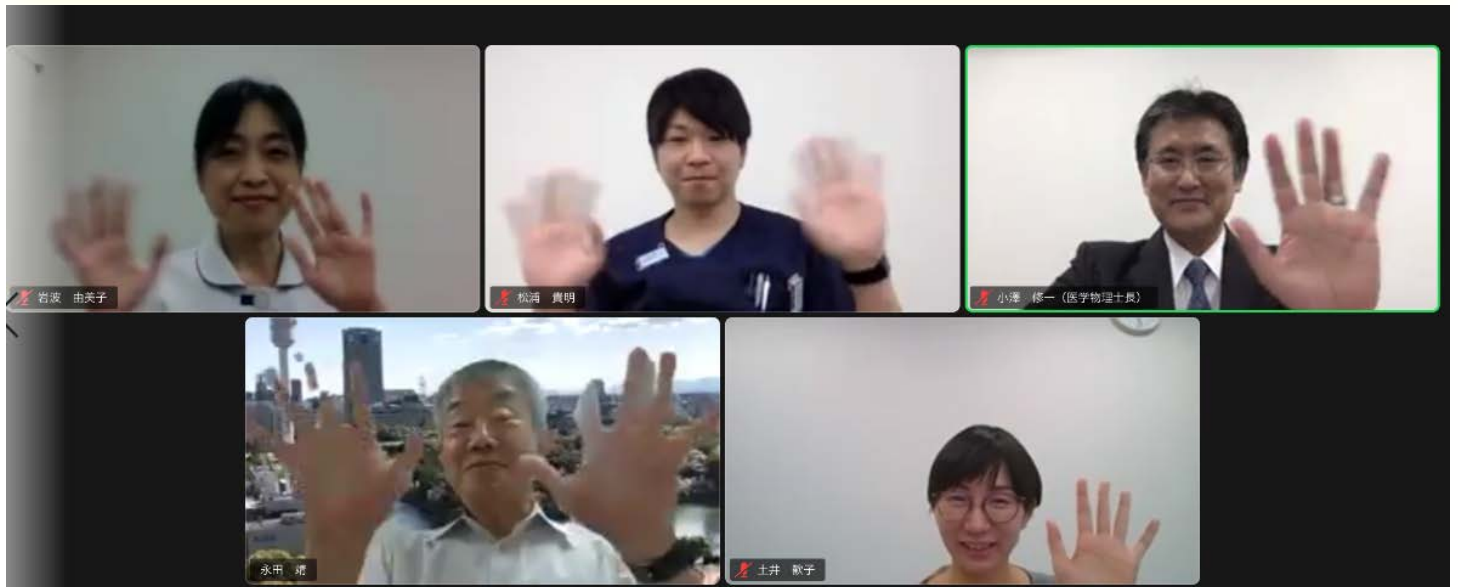 岩波 由美子
松浦 貴明
小澤 修一（医学物理士長）
永田 靖
土井 歓子